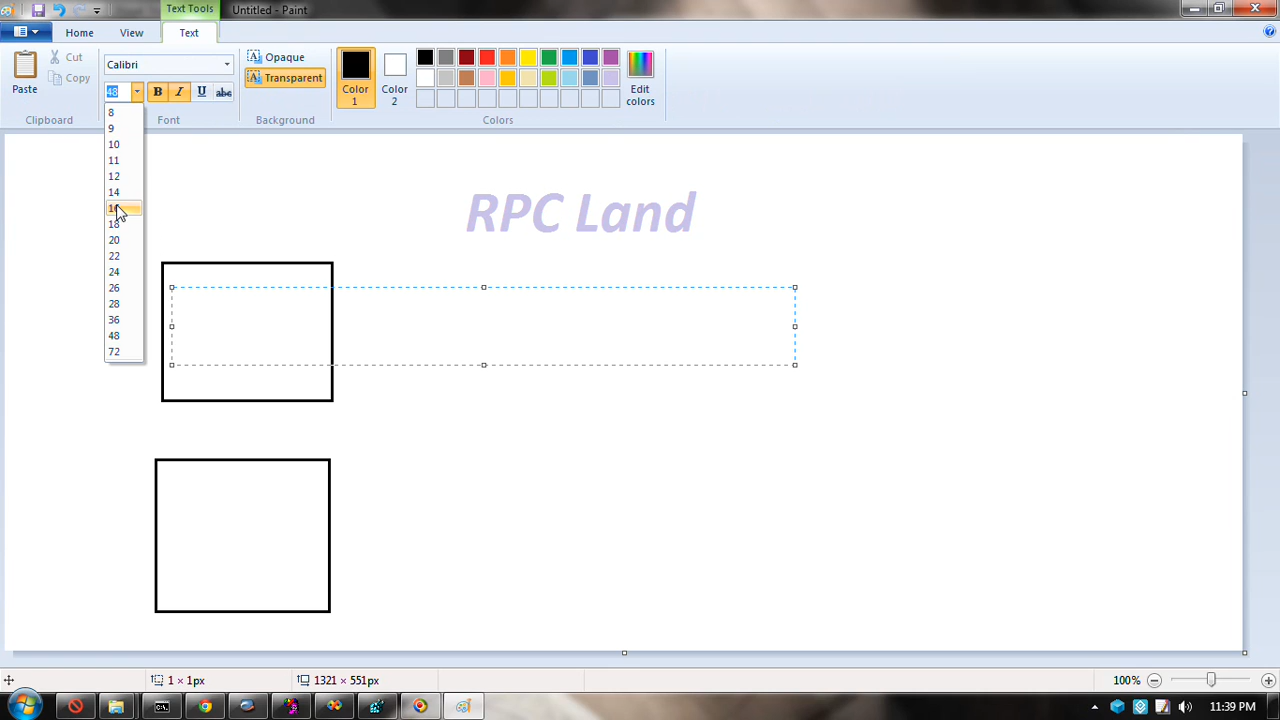 Text Tools
Untitled - Paint
Home
View
Text
Paste
Cut
Copy
Calibri
48
B
I
U
abc
Opaque
Transparent
Color 1
Color 2
Edit colors
Clipboard
Font
Background
Colors
8
9
10
11
12
14
18
20
22
24
26
28
36
48
72
RPC Land
1 × 1px
1321 × 551px
100%
11:39 PM